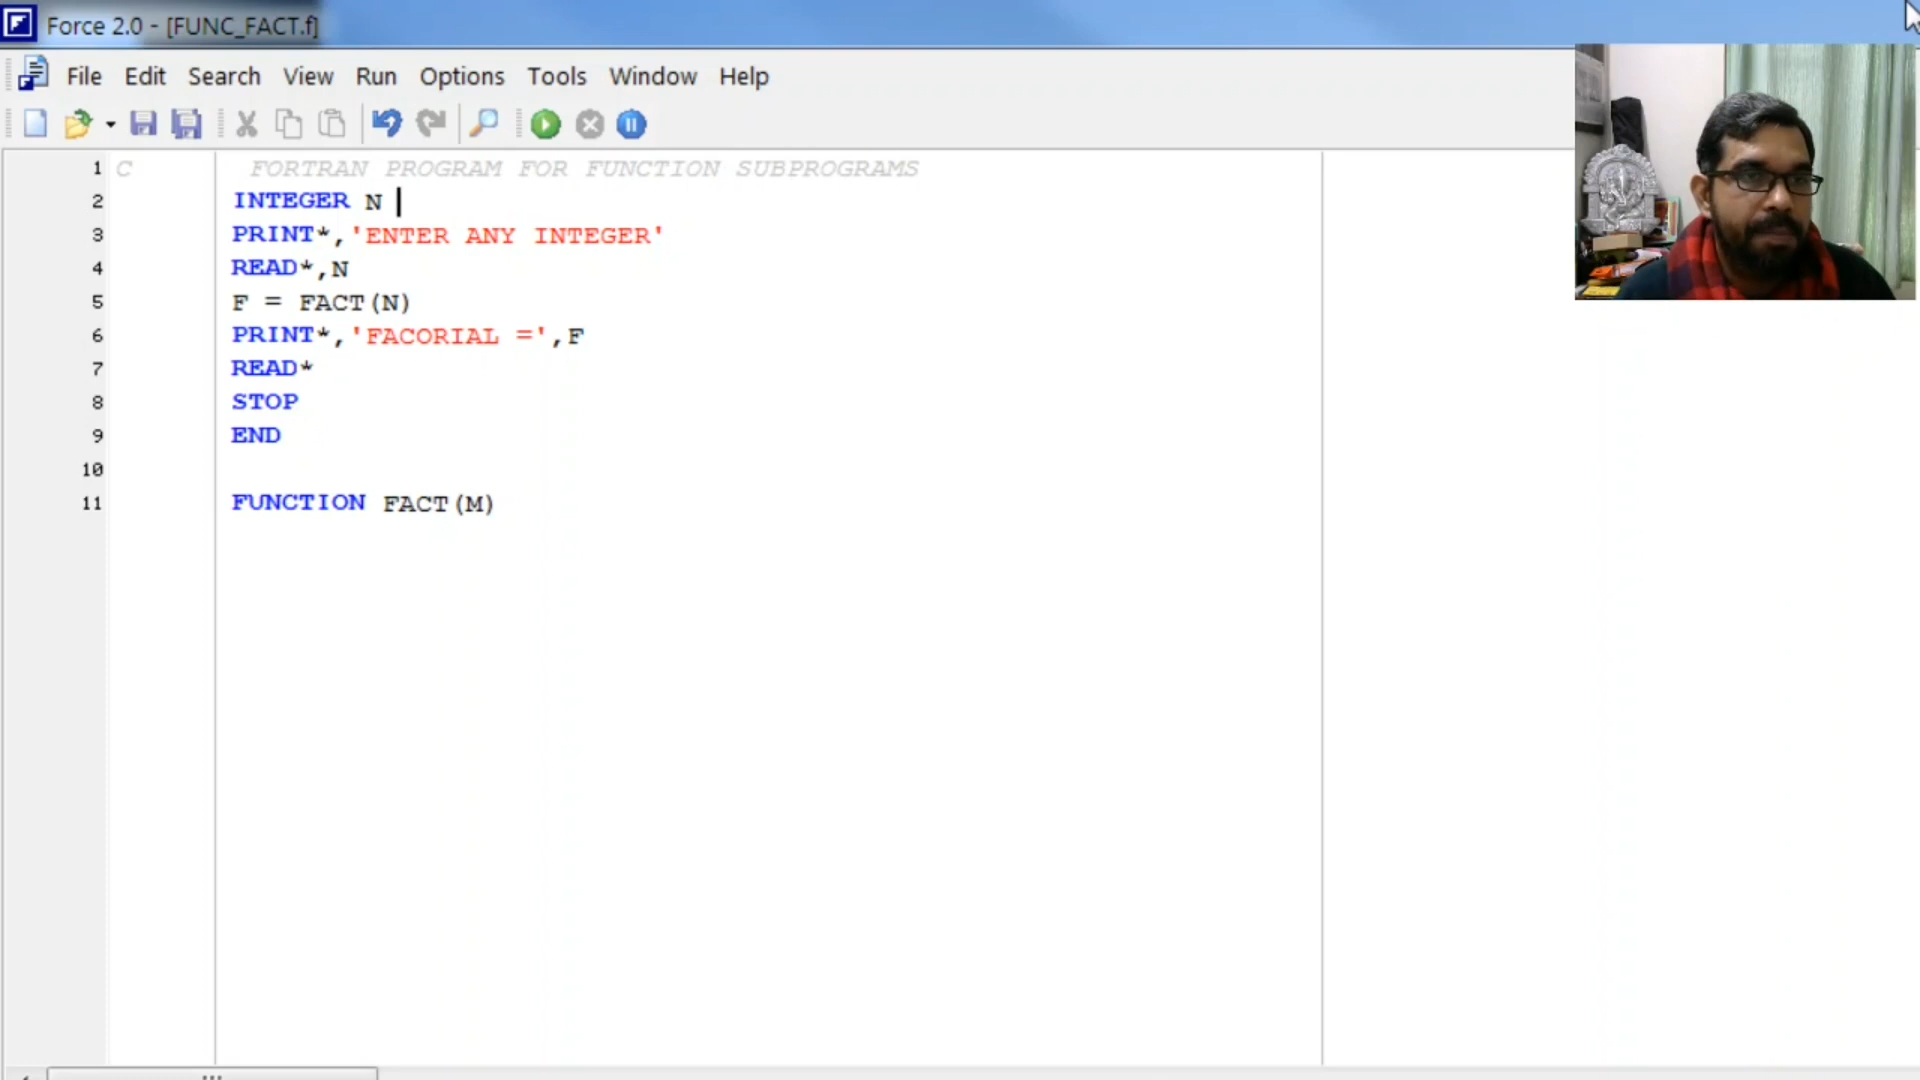 Force 2.0 - [FUNC_FACT.f]
File Edit Search View Run Options Tools Window Help
1 C FORTRAN PROGRAM FOR FUNCTION SUBPROGRAMS
2 INTEGER N
3 PRINT*,'ENTER ANY INTEGER'
4 READ*,N
5 F = FACT(N)
6 PRINT*,'FACORIAL =',F
7 READ*
8 STOP
9 END
10
11 FUNCTION FACT(M)